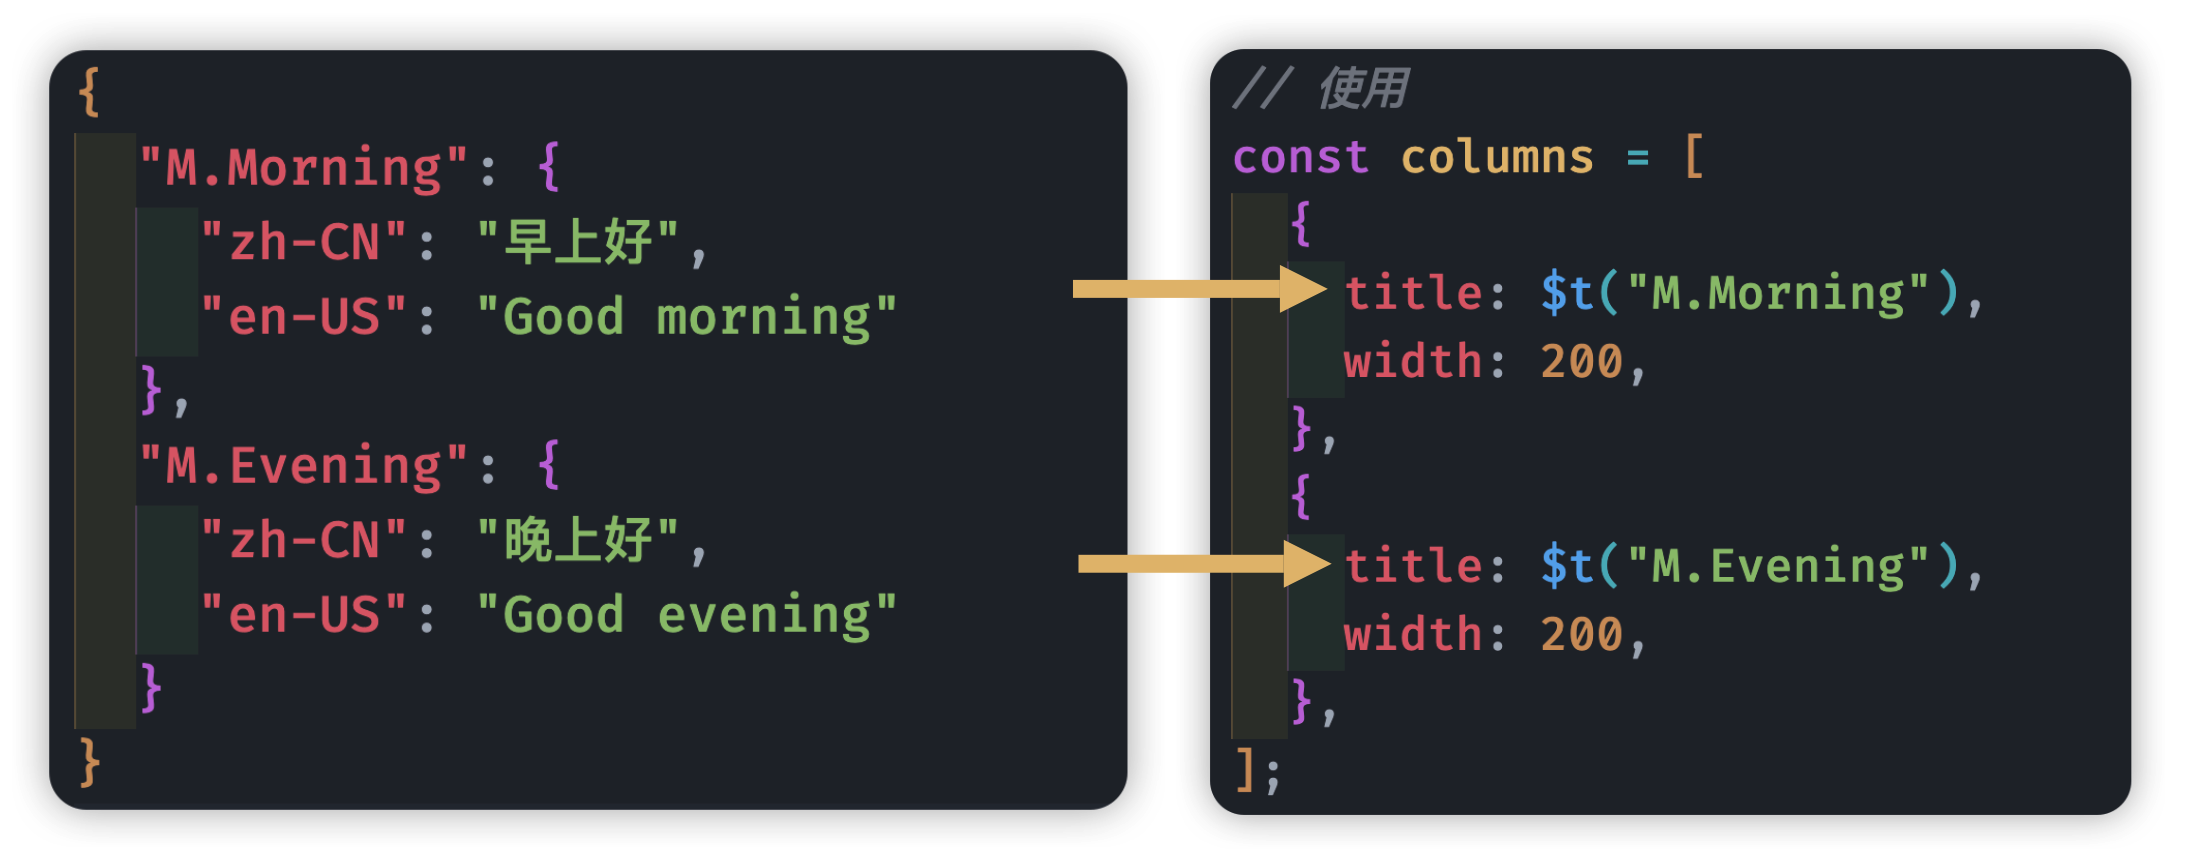 {
"M.Morning": {
"zh-CN": "早上好",
"en-US": "Good morning"
},
"M.Evening": {
"zh-CN": "晚上好",
"en-US": "Good evening"
}
}
// 使用
const columns = [
{
title: $t("M.Morning"),
width: 200,
},
{
title: $t("M.Evening"),
width: 200,
},
];